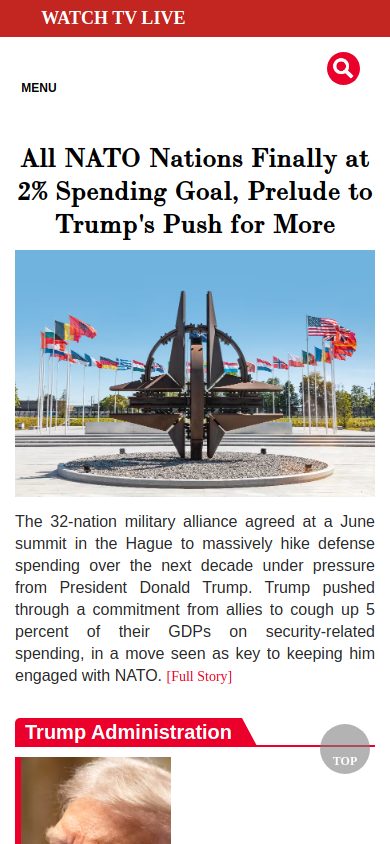 WATCH TV LIVE
MENU
All NATO Nations Finally at
2% Spending Goal, Prelude to
Trump's Push for More
The 32-nation military alliance agreed at a June
summit in the Hague to massively hike defense
spending over the next decade under pressure
from President Donald Trump. Trump pushed
through a commitment from allies to cough up 5
percent of their GDPs on security-related
spending, in a move seen as key to keeping him
engaged with NATO. [Full Story]
Trump Administration
TOP